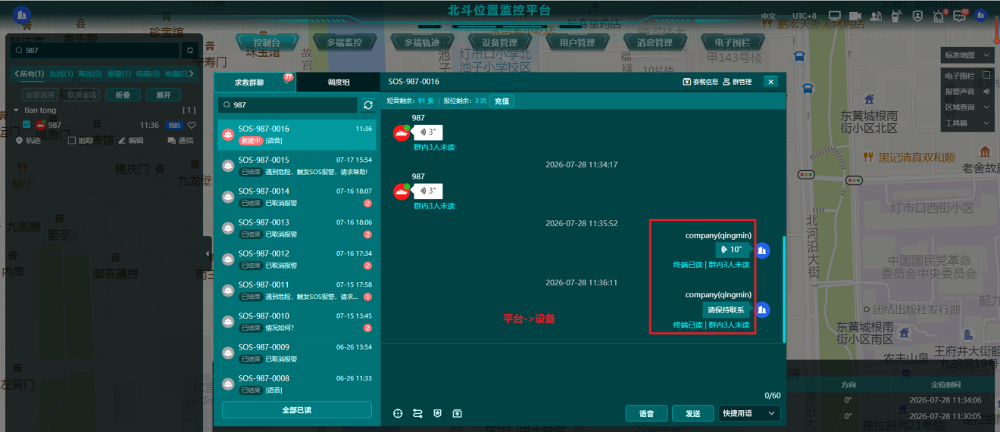 北斗位置监控平台
中文 UTC+8
控制台
多端监控
多端轨迹
设备管理
用户管理
消息管理
电子围栏
987
所有(1) 在线(1) 离线(0) 报警(1) 停滞(0) 收藏(0)
全部选择 取消全选 折叠 展开
tian tong [ 1 ]
987 11:36 我的
轨迹 追踪 编辑 通信
求救群聊 77 调度组
987
SOS-987-0016 11:36
救援中 [语音]
SOS-987-0015 07-17 15:54
已结束 遇到危险，触发SOS报警，请求帮助!
SOS-987-0014 07-16 18:07
已结束 已取消报警 2
SOS-987-0013 07-16 18:06
已结束 已取消报警 2
SOS-987-0012 07-16 17:34
已结束 已取消报警 2
SOS-987-0011 07-15 17:58
已结束 遇到危险，触发SOS报警，请求... 1
SOS-987-0010 07-15 13:45
已结束 情况如何? 2
SOS-987-0009 06-26 13:54
已结束 已取消报警
SOS-987-0008 06-26 11:33
已结束 [语音]
全部已读
SOS-987-0016 套餐信息 群管理
短音剩余: 91 条 | 报位剩余: 3 次 充值
987
3"
群内3人未读
2026-07-28 11:34:17
987
3"
群内3人未读
2026-07-28 11:35:52
company(qingmin)
10"
终端已读 | 群内3人未读
2026-07-28 11:36:11
company(qingmin)
请保持联系
终端已读 | 群内3人未读
平台->设备
0/60
语音 发送 快捷用语
标准地图
电子围栏
报警声音
区域查询
工具箱
方向 定位时间
0° 2026-07-28 11:34:06
0° 2026-07-28 11:30:05
珍宝馆
故宫
锡庆门
九龙壁
餐厅
九卿房
箭亭
御茶膳房
左翼门
灯市口小学北
池子小学校区
甲143号楼
10号楼
东黄城根南
街小区北区
黑记清真双和顺
老舍故居
灯市口西街小区
北河沿大街
中国国民党革命
委员会中央委员会
团结出版社发行部
东黄城根南
街小区南区
农夫山泉
王府井大街韶
九胡同19号
锡拉胡同21号院